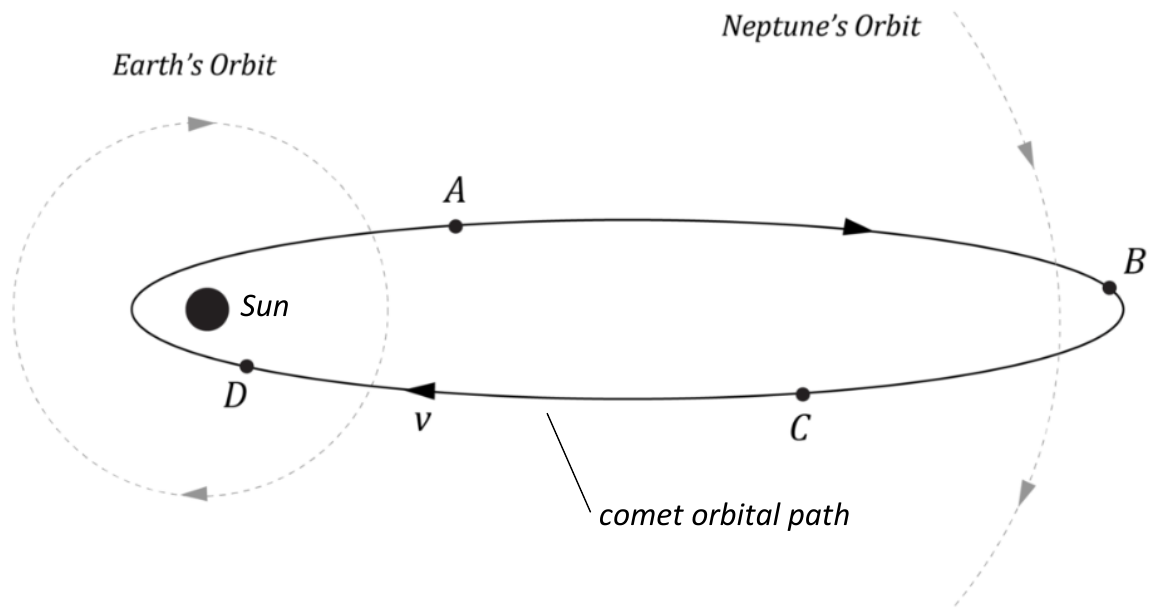 Neptune's Orbit
Earth's Orbit
A
B
Sun
D
v
C
comet orbital path